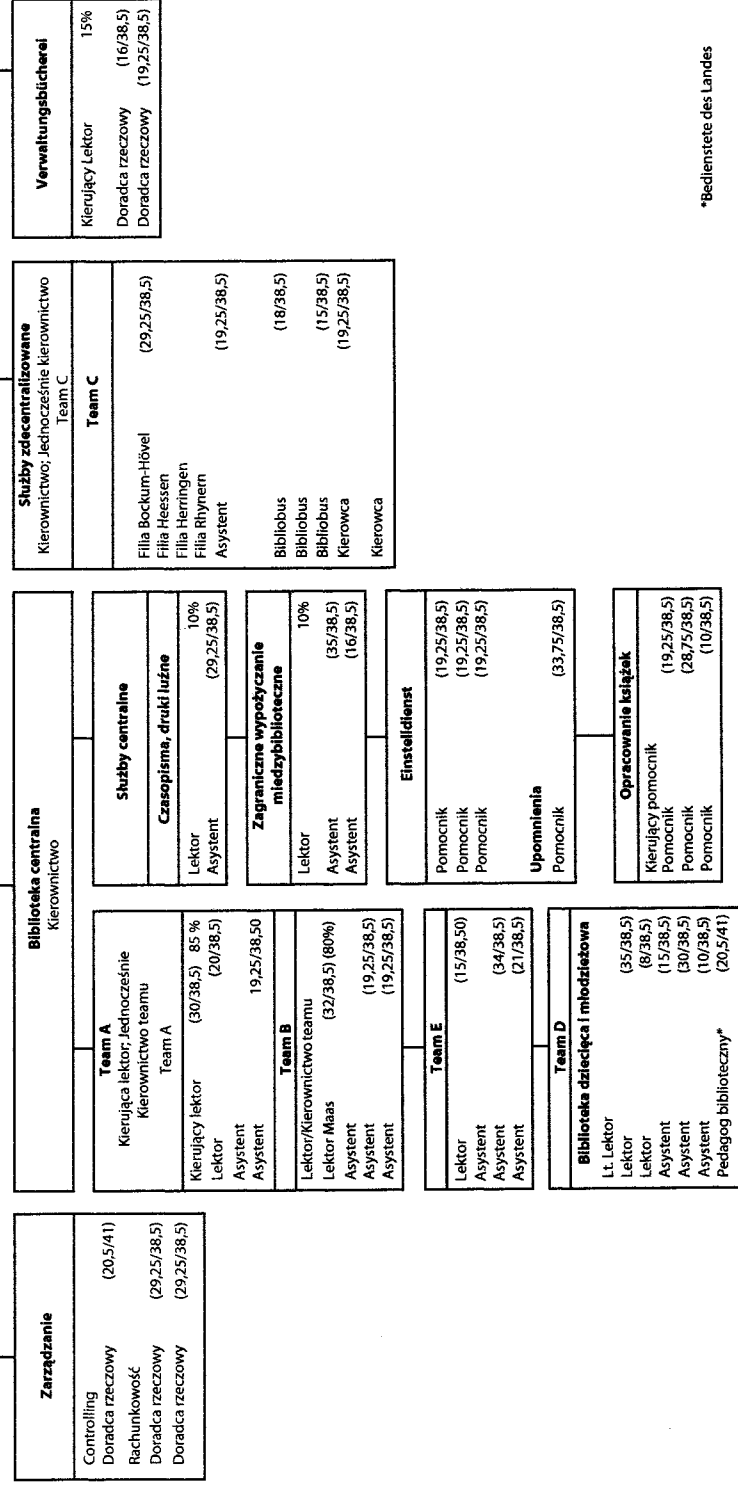 Zarządzanie
Controlling
Doradca rzeczowy (20,5/41)
Rachunkowość
Doradca rzeczowy (29,25/38,5)
Doradca rzeczowy (29,25/38,5)
Biblioteka centralna
Kierownictwo
Team A
Kierująca lektor; Jednocześnie
Kierownictwo teamu
Team A
Kierujący lektor (30/38,5) 85 %
Lektor (20/38,5)
Asystent
Asystent 19,25/38,50
Team B
Lektor/Kierownictwo teamu
Lektor Maas (32/38,5) (80%)
Asystent
Asystent (19,25/38,5)
Asystent (19,25/38,5)
Team E
Lektor (15/38,50)
Asystent
Asystent (34/38,5)
Asystent (21/38,5)
Team D
Biblioteka dziecięca i młodzieżowa
Lt. Lektor
Lektor (35/38,5)
Lektor (8/38,5)
Asystent (15/38,5)
Asystent (30/38,5)
Asystent (10/38,5)
Pedagog biblioteczny* (20,5/41)
Służby centralne
Czasopisma, druki luźne
Lektor 10%
Asystent (29,25/38,5)
Zagraniczne wypożyczanie
miedzybiblioteczne
Lektor 10%
Asystent (35/38,5)
Asystent (16/38,5)
Einstelldienst
Pomocnik (19,25/38,5)
Pomocnik (19,25/38,5)
Pomocnik (19,25/38,5)
Upomnienia
Pomocnik (33,75/38,5)
Opracowanie książek
Kierujący pomocnik
Pomocnik (19,25/38,5)
Pomocnik (28,75/38,5)
Pomocnik (10/38,5)
Służby zdecentralizowane
Kierownictwo; Jednocześnie kierownictwo
Team C
Team C
Filia Bockum-Hövel (29,25/38,5)
Filia Heessen
Filia Herringen
Filia Rhynern
Asystent (19,25/38,5)
Bibliobus (18/38,5)
Bibliobus
Bibliobus (15/38,5)
Kierowca (19,25/38,5)
Kierowca
Verwaltungsbücherei
Kierujący Lektor 15%
Doradca rzeczowy (16/38,5)
Doradca rzeczowy (19,25/38,5)
*Bedienstete des Landes